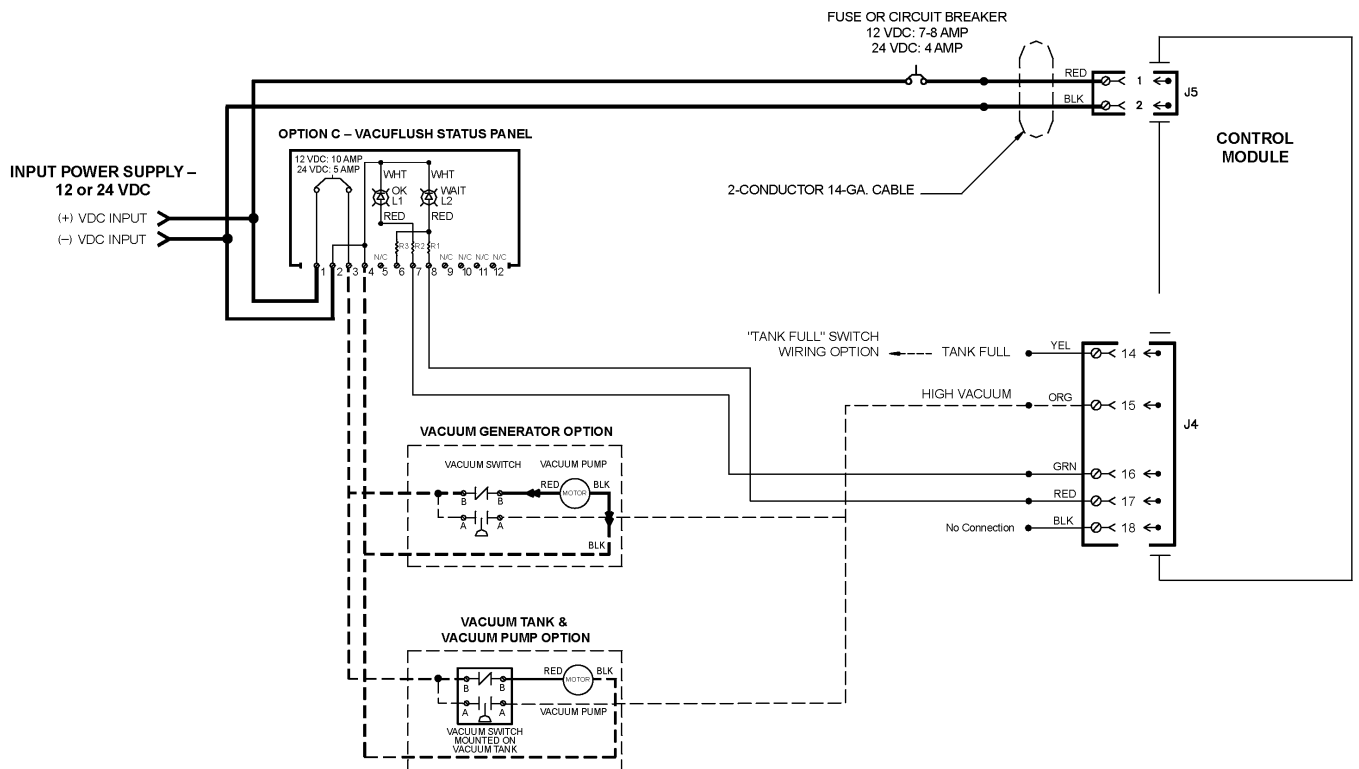 FUSE OR CIRCUIT BREAKER
12 VDC: 7-8 AMP
24 VDC: 4 AMP
RED
1
J5
BLK
2
CONTROL
MODULE
2-CONDUCTOR 14-GA. CABLE
OPTION C – VACUFLUSH STATUS PANEL
12 VDC: 10 AMP
24 VDC: 5 AMP
WHT
WHT
OK
L1
WAIT
L2
RED
RED
R3
R2
R1
N/C
N/C
N/C
N/C
N/C
1
2
3
4
5
6
7
8
9
10
11
12
INPUT POWER SUPPLY –
12 or 24 VDC
(+) VDC INPUT
(–) VDC INPUT
"TANK FULL" SWITCH
WIRING OPTION
TANK FULL
YEL
14
HIGH VACUUM
ORG
15
J4
GRN
16
RED
17
No Connection
BLK
18
VACUUM GENERATOR OPTION
VACUUM SWITCH
VACUUM PUMP
RED
BLK
MOTOR
B
B
A
A
BLK
VACUUM TANK &
VACUUM PUMP OPTION
RED
BLK
MOTOR
B
B
A
A
VACUUM PUMP
VACUUM SWITCH
MOUNTED ON
VACUUM TANK